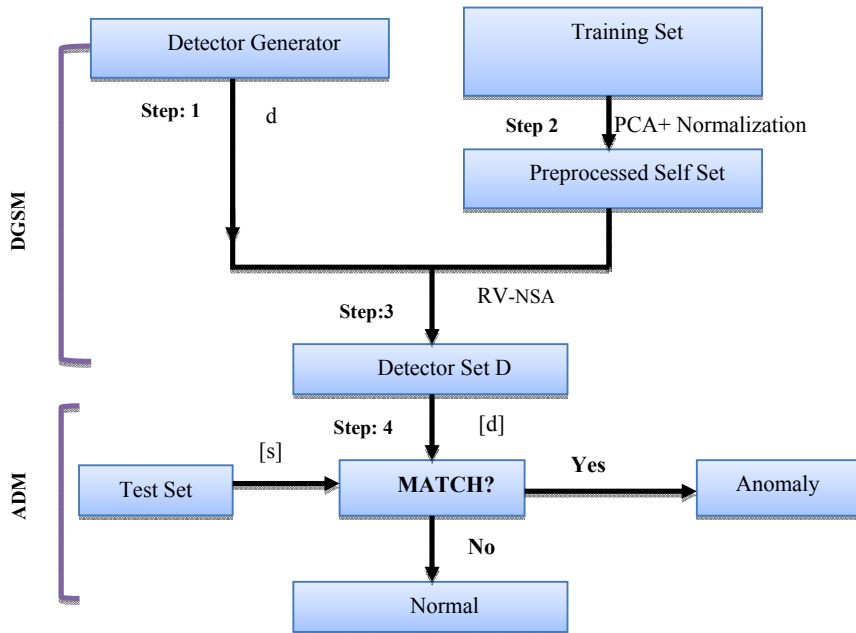 Detector Generator
Training Set
Step: 1
d
Step 2
PCA+ Normalization
Preprocessed Self Set
DGSM
RV-NSA
Step:3
Detector Set D
Step: 4
[d]
[s]
Yes
ADM
Test Set
MATCH?
Anomaly
No
Normal